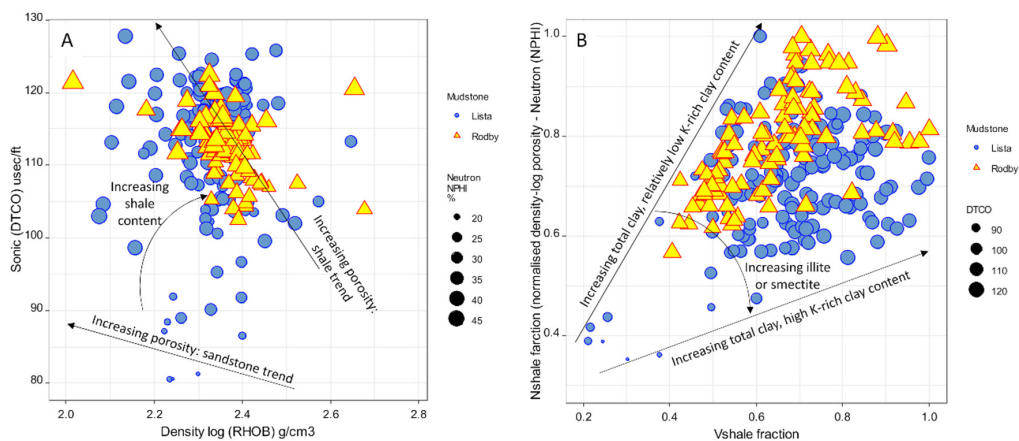 A
130
120
110
100
90
80
Sonic (DTCO) usec/ft
2.0
2.2
2.4
2.6
2.8
Density log (RHOB) g/cm3
Increasing
shale
content
Increasing porosity:
shale trend
Increasing porosity: sandstone trend
Mudstone
Lista
Rodby
Neutron
NPHI
%
20
25
30
35
40
45
B
1.0
0.8
0.6
0.4
Nshale farction (normalised density-log porosity - Neutron (NPHI)
0.2
0.4
0.6
0.8
1.0
Vshale fraction
Increasing total clay, relatively low K-rich clay content
Increasing illite
or smectite
Increasing total clay, high K-rich clay content
Mudstone
Lista
Rodby
DTCO
90
100
110
120